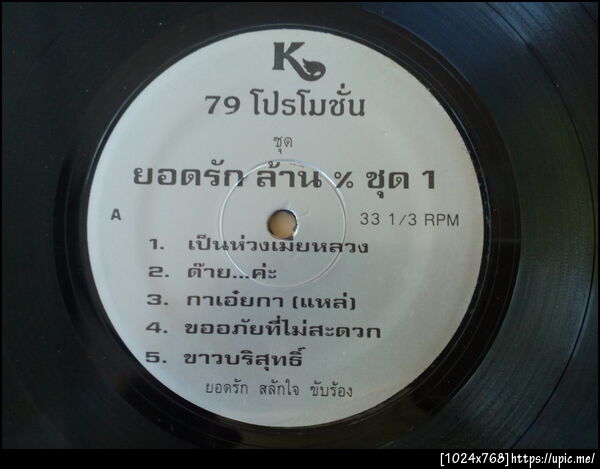 K
79 โปรโมชั่น
ชุด
ยอดรัก ล้าน % ชุด 1
A
33 1/3 RPM
1. เป็นห่วงเมียหลวง
2. ด๊าย...ค่ะ
3. กาเอ๋ยกา (แหล่)
4. ขออภัยที่ไม่สะดวก
5. ขาวบริสุทธิ์
ยอดรัก สลักใจ ขับร้อง
[1024x768]https://upic.me/